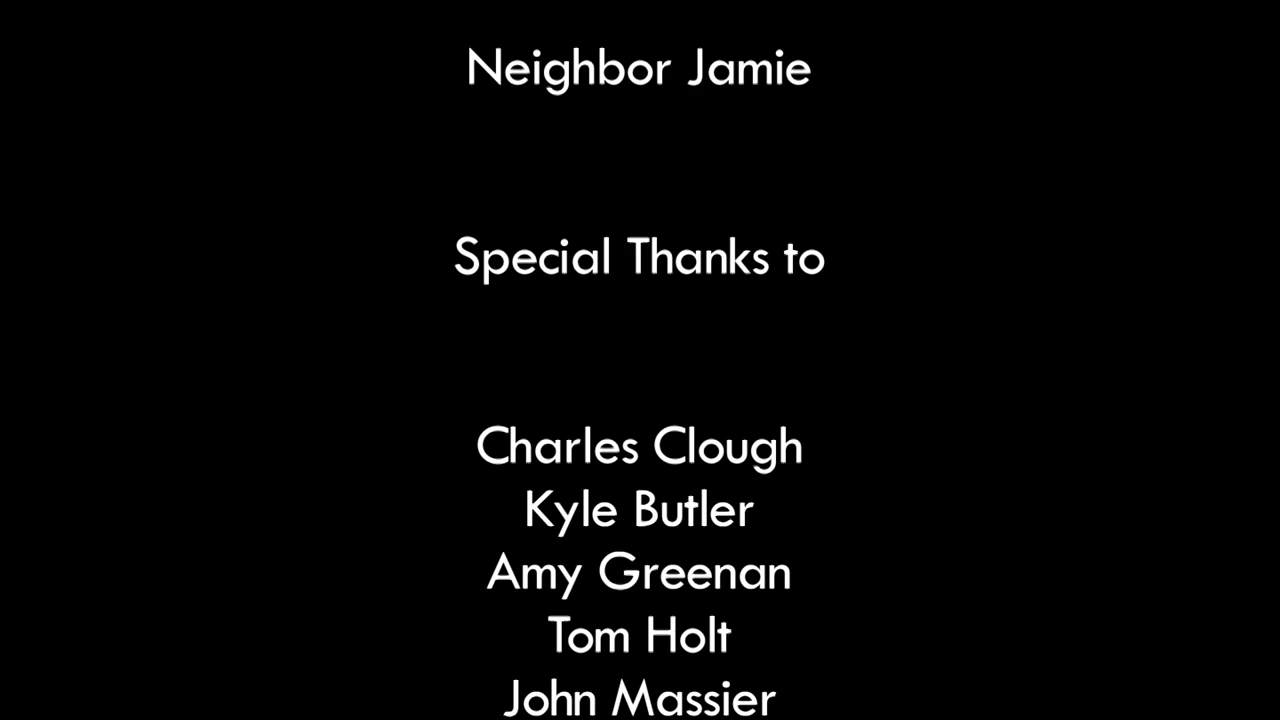 Neighbor Jamie
Special Thanks to
Charles Clough
Kyle Butler
Amy Greenan
Tom Holt
John Massier